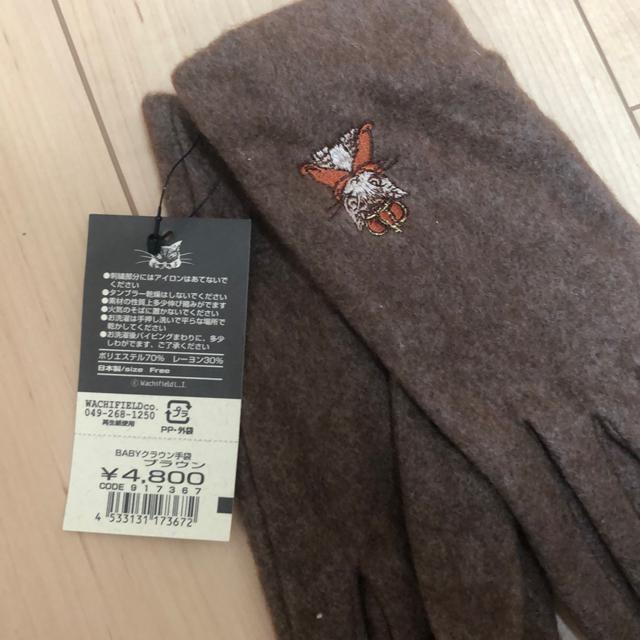 ●刺繍部分にはアイロンはあてないで
ください
●タンブラー乾燥はしないでください
●素材の性質上多少伸び縮みがでます
●火気のそばに置かないでください
●お洗濯は手押し洗いで平らな場所で
乾かしてください
●お洗濯後パイピングまわりに、多少
しわがでます、ご了承ください
ポリエステル70% レーヨン30%
日本製/size Free
©Wachifield L.I.
WACHIFIELDCO.
049-268-1250
再生紙使用
プラ
PP・外袋
BABYクラウン手袋
ブラウン
¥4,800
CODE 917367
4 533131 173672